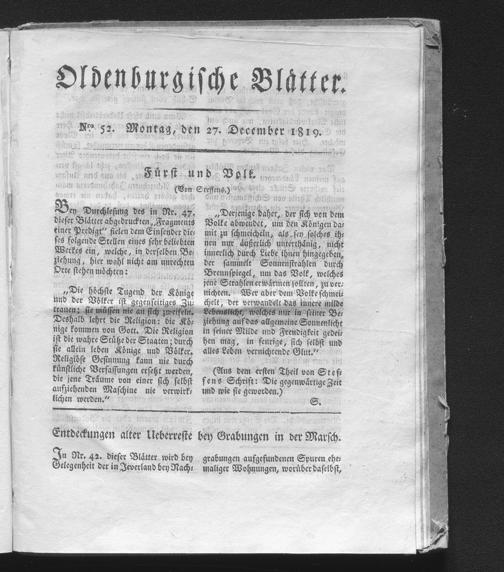 Oldenburgische Blätter.
Nro. 52. Montag, den 27. December 1819.
Fürst und Volk.
(Von Steffens.)
Bey Durchlesung des in Nr. 47.
dieser Blätter abgedruckten „Fragments
einer Predigt“ fielen dem Einsender die-
ses folgende Stellen eines sehr beliebten
Werkes ein, welche, in derselben Be-
ziehung, hier wohl nicht am unrechten
Orte stehen möchten:
„Die höchste Tugend der Könige
und der Völker ist gegenseitiges Zu-
trauen; sie müssen nie an sich zweifeln.
Deshalb lehrt die Religion: die Kö-
nige kommen von Gott. Die Religion
ist die wahre Stütze der Staaten; durch
sie allein leben Könige und Völker.
Religiöse Gesinnung kann nie durch
künstliche Verfassungen ersetzt werden,
die jene Träume von einer sich selbst
aufziehenden Maschine nie verwirk-
lichen werden.“
„Derjenige daher, der sich von dem
Volke abwendet, um den Königen da-
mit zu schmeicheln, als sey solches ih-
nen nur äußerlich unterthänig, nicht
innerlich durch Liebe ihnen hingegeben,
der sammelt Sonnenstrahlen durch
Brennspiegel, um das Volk, welches
jene Strahlen erwärmen sollten, zu ver-
nichten. Wer aber dem Volke schmei-
chelt, der verwandelt das innere milde
Lebenslicht, welches nur in seiner Be-
ziehung auf das allgemeine Sonnenlicht
in seiner Milde und Freudigkeit gedei-
hen mag, in feurige, sich selbst und
alles Leben vernichtende Glut.“
(Aus dem ersten Theil von Stef-
fens Schrift: Die gegenwärtige Zeit
und wie sie geworden.)
S.
Entdeckungen alter Ueberreste bey Grabungen in der Marsch.
In Nr. 42. dieser Blätter wird bey
Gelegenheit der in Jeverland bey Nach-
grabungen aufgefundenen Spuren ehe-
maliger Wohnungen, worüber daselbst,